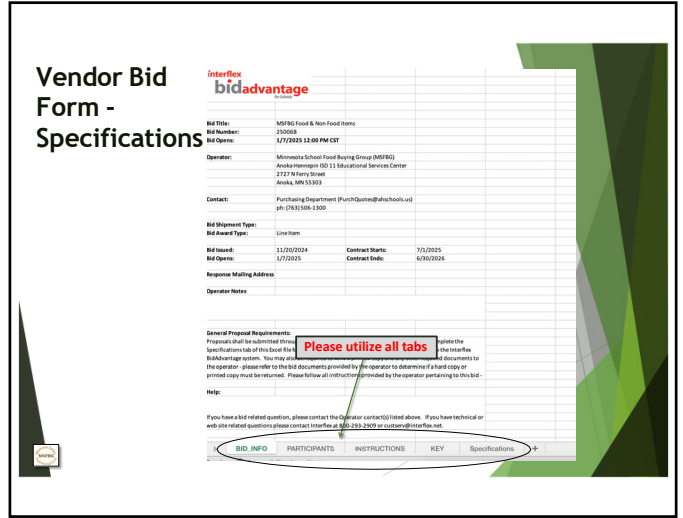 Vendor Bid
Form -
Specifications
interflex
bidadvantage
for Schools
Bid Title: MSFBG Food & Non Food Items
Bid Number: 250068
Bid Opens: 1/7/2025 12:00 PM CST
Operator: Minnesota School Food Buying Group (MSFBG)
Anoka-Hennepin ISD 11 Educational Services Center
2727 N Ferry Street
Anoka, MN 55303
Contact: Purchasing Department (PurchQuotes@ahschools.us)
ph: (763) 506-1300
Bid Shipment Type:
Bid Award Type: Line Item
Bid Issued: 11/20/2024 Contract Starts: 7/1/2025
Bid Opens: 1/7/2025 Contract Ends: 6/30/2026
Response Mailing Address
Operator Notes
General Proposal Requirements:
Proposals shall be submitted throu mplete the
Specifications tab of this Excel file f o the Interflex
BidAdvantage system. You may als documents to
the operator - please refer to the bid documents provided by the operator to determine if a hard copy or
printed copy must be returned. Please follow all instructions provided by the operator pertaining to this bid -
Please utilize all tabs
Help:
If you have a bid related question, please contact the Operator contact(s) listed above. If you have technical or
web site related questions please contact Interflex at 800-293-2909 or custserv@interflex.net.
BID_INFO PARTICIPANTS INSTRUCTIONS KEY Specifications +
MSFBG